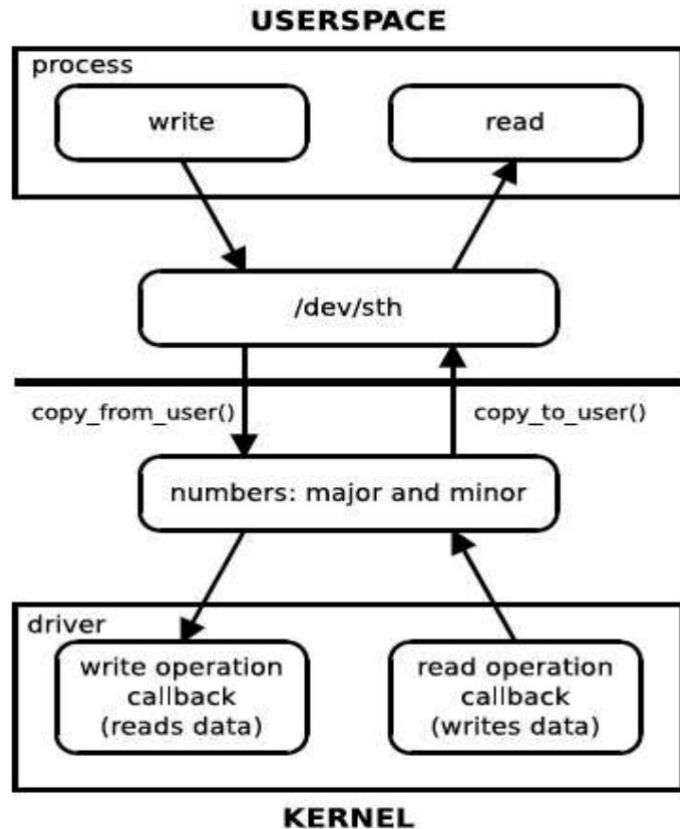 USERSPACE
process
write
read
/dev/sth
copy_from_user()
copy_to_user()
numbers: major and minor
driver
write operation
callback
(reads data)
read operation
callback
(writes data)
KERNEL